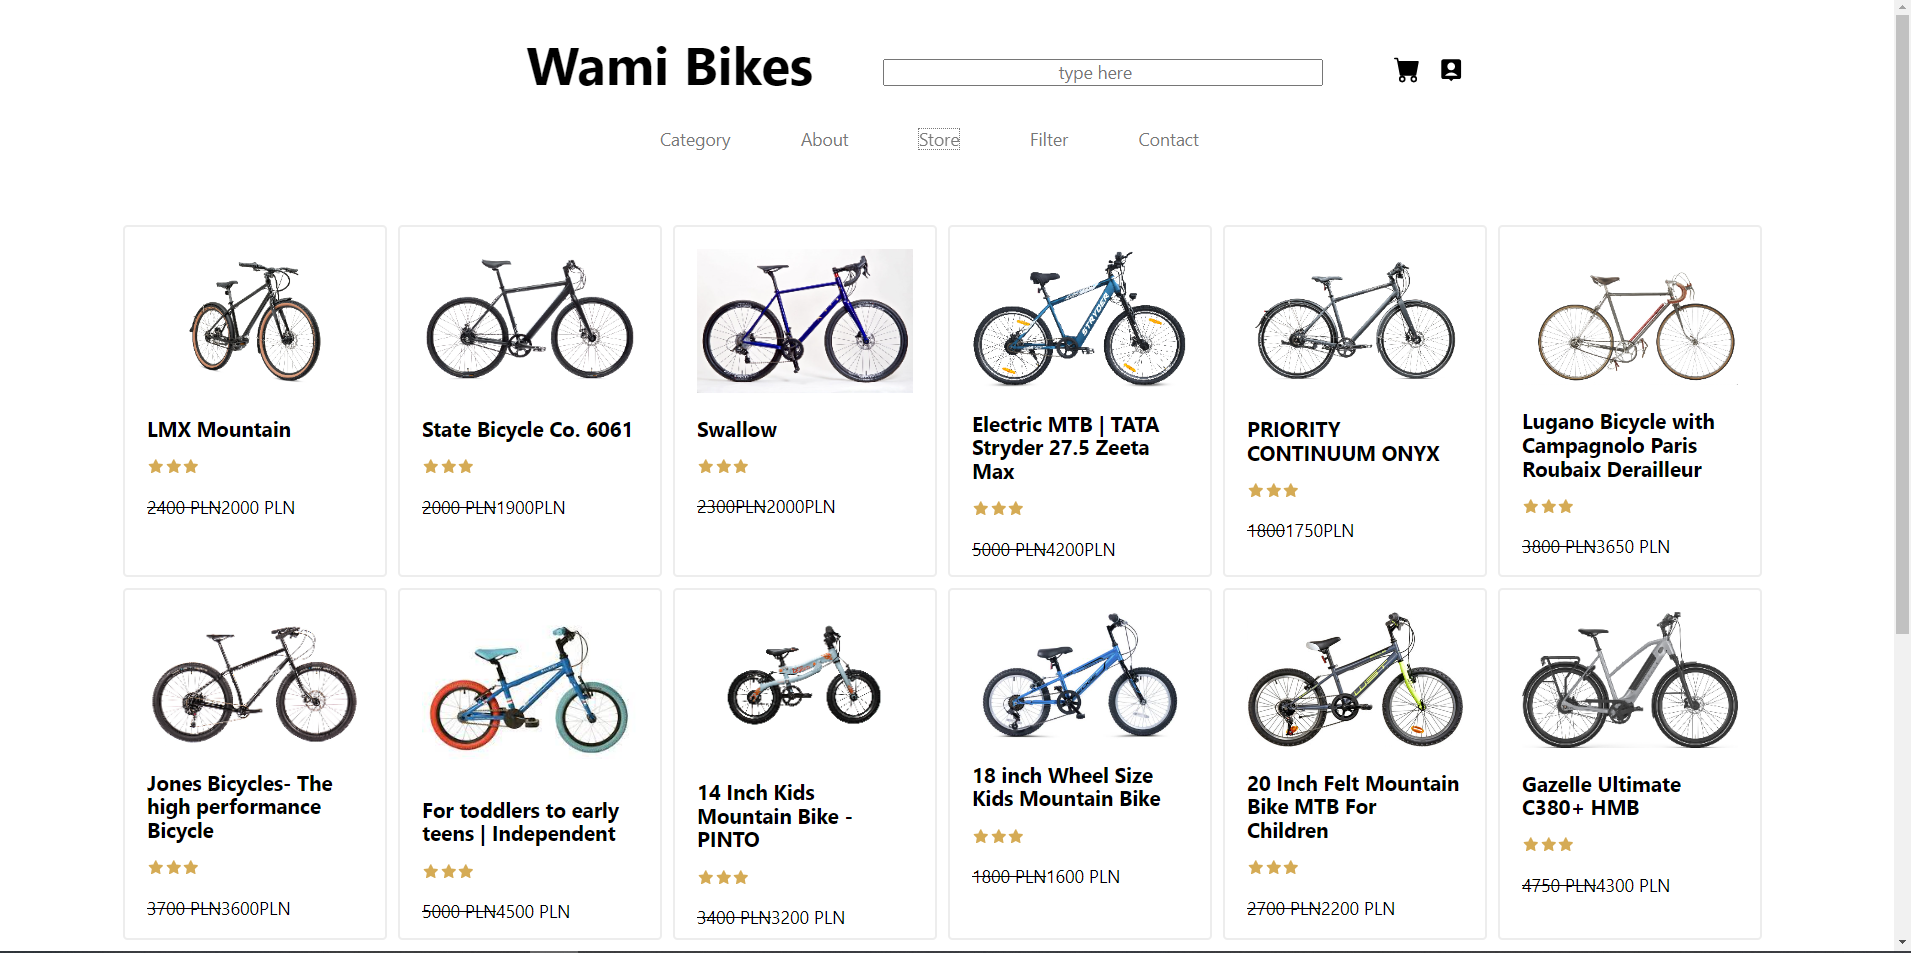 Wami Bikes
type here
Category About Store Filter Contact
LMX Mountain
2400 PLN2000 PLN
State Bicycle Co. 6061
2000 PLN1900PLN
Swallow
2300PLN2000PLN
STRYDER
Electric MTB | TATA
Stryder 27.5 Zeeta
Max
5000 PLN4200PLN
PRIORITY
CONTINUUM ONYX
18001750PLN
Lugano Bicycle with
Campagnolo Paris
Roubaix Derailleur
3800 PLN3650 PLN
Jones Bicycles- The
high performance
Bicycle
3700 PLN3600PLN
For toddlers to early
teens | Independent
5000 PLN4500 PLN
14 Inch Kids
Mountain Bike -
PINTO
3400 PLN3200 PLN
18 inch Wheel Size
Kids Mountain Bike
1800 PLN1600 PLN
20 Inch Felt Mountain
Bike MTB For
Children
2700 PLN2200 PLN
Gazelle Ultimate
C380+ HMB
4750 PLN4300 PLN